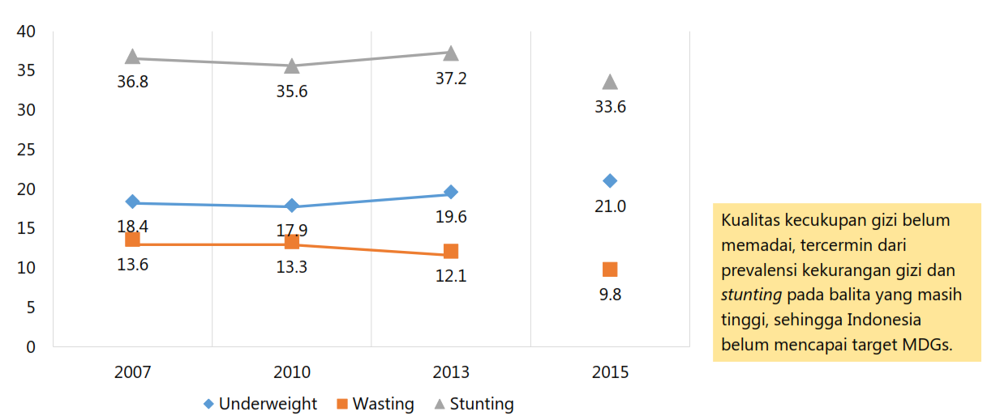 40
35
30
25
20
15
10
5
0
36.8
35.6
37.2
33.6
18.4
17.9
19.6
21.0
13.6
13.3
12.1
9.8
2007
2010
2013
2015
Underweight
Wasting
Stunting
Kualitas kecukupan gizi belum
memadai, tercermin dari
prevalensi kekurangan gizi dan
stunting pada balita yang masih
tinggi, sehingga Indonesia
belum mencapai target MDGs.